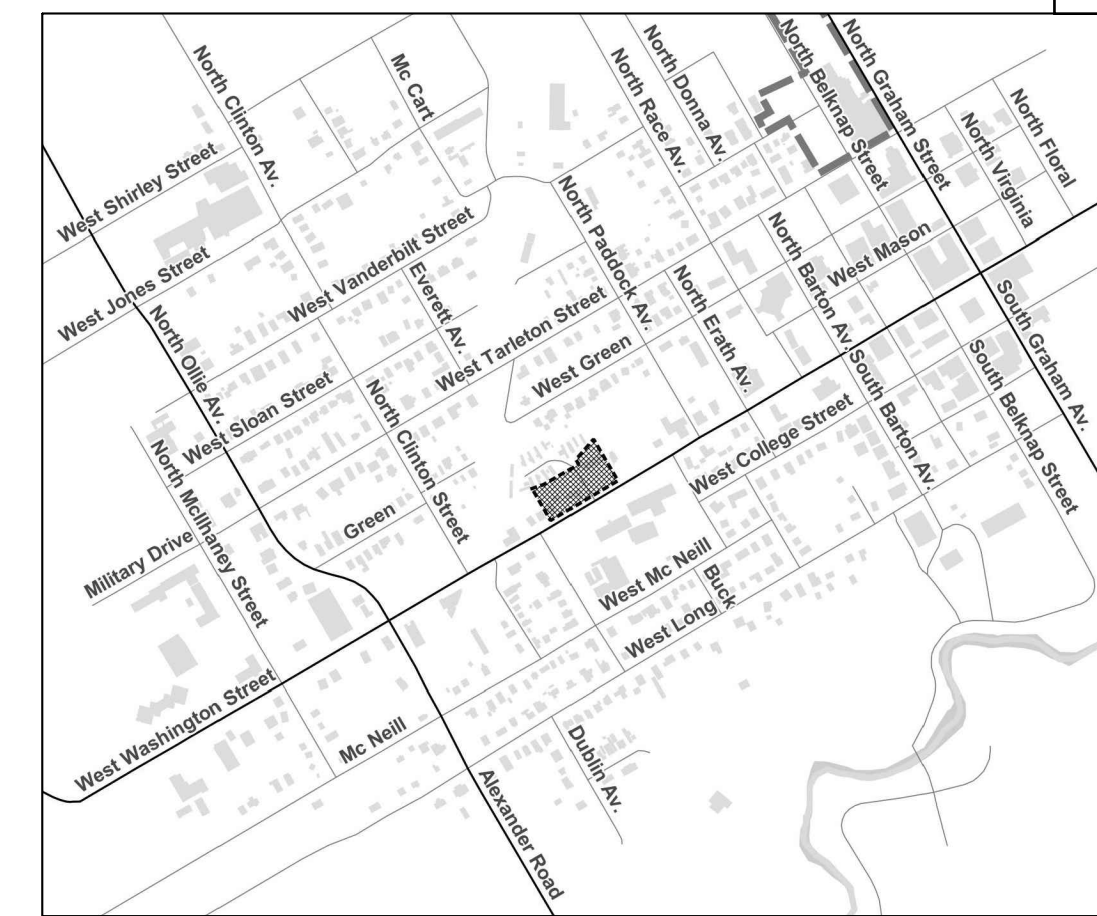 North Clinton Av.
Mc Cart
North Race Av.
North Donna Av.
North Belknap Street
North Graham Street
North Virginia
North Floral
West Shirley Street
West Jones Street
West Vanderbilt Street
Everett Av.
North Paddock Av.
North Erath Av.
North Barton Av.
West Mason
North Ollie Av.
West Sloan Street
West Tarleton Street
West Green
North Clinton Street
South Graham Av.
South Barton Av.
South Belknap Street
West College Street
North McIlhaney Street
Military Drive
Green
West Mc Neill
Buck
West Long
West Washington Street
Mc Neill
Dublin Av.
Alexander Road